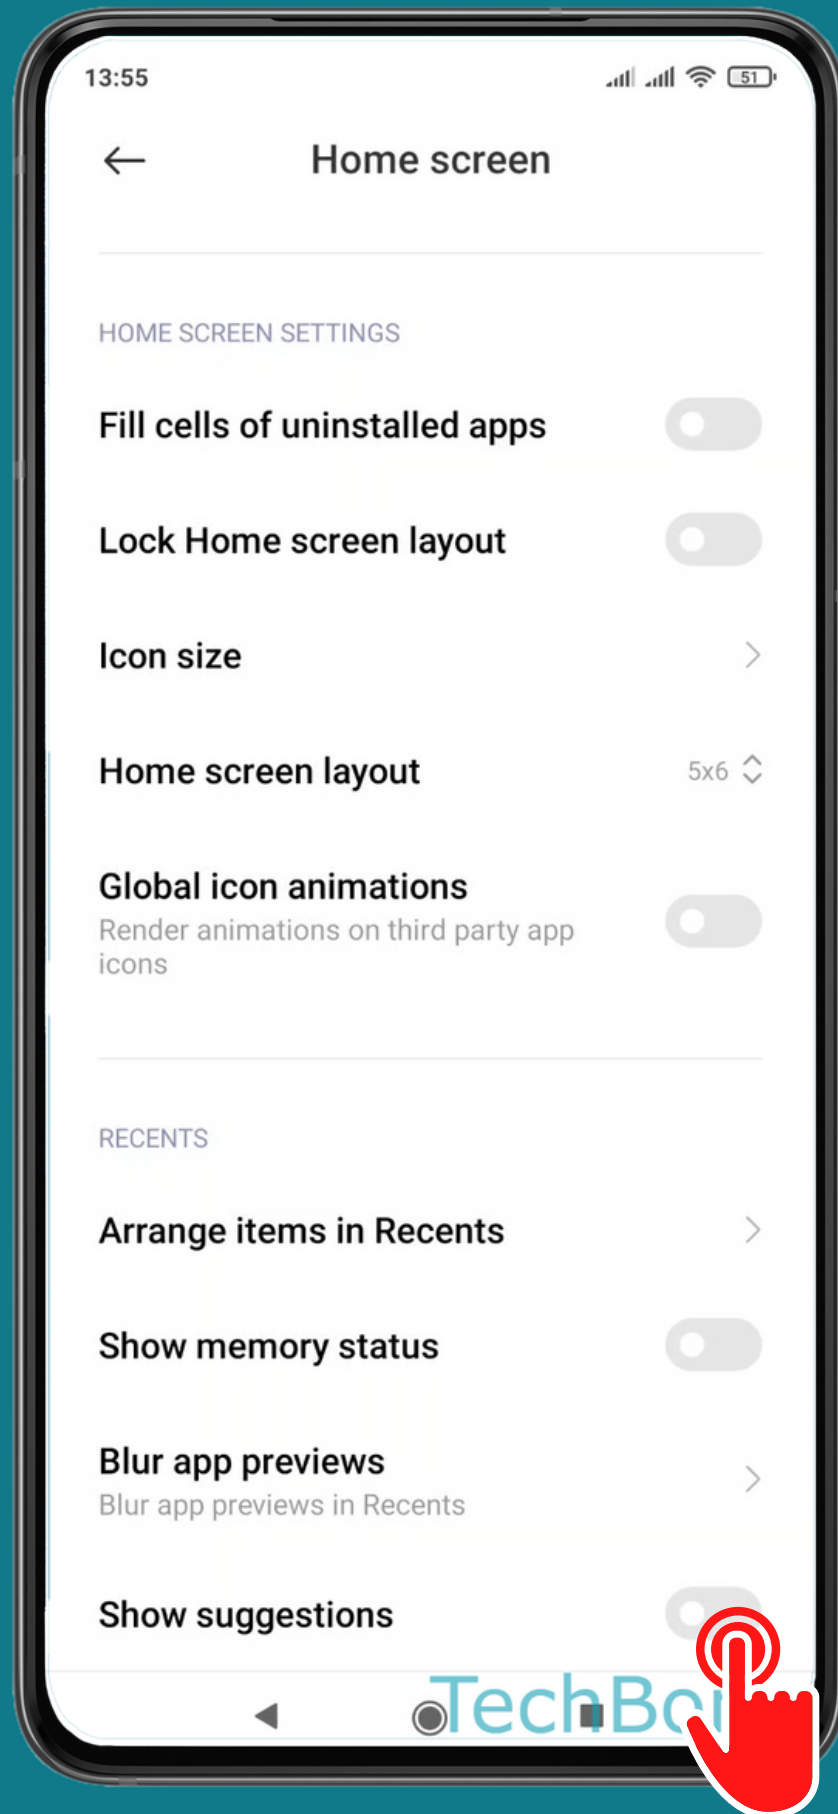 13:55
51
Home screen
HOME SCREEN SETTINGS
Fill cells of uninstalled apps
Lock Home screen layout
Icon size
Home screen layout
5x6
Global icon animations
Render animations on third party app
icons
RECENTS
Arrange items in Recents
Show memory status
Blur app previews
Blur app previews in Recents
Show suggestions